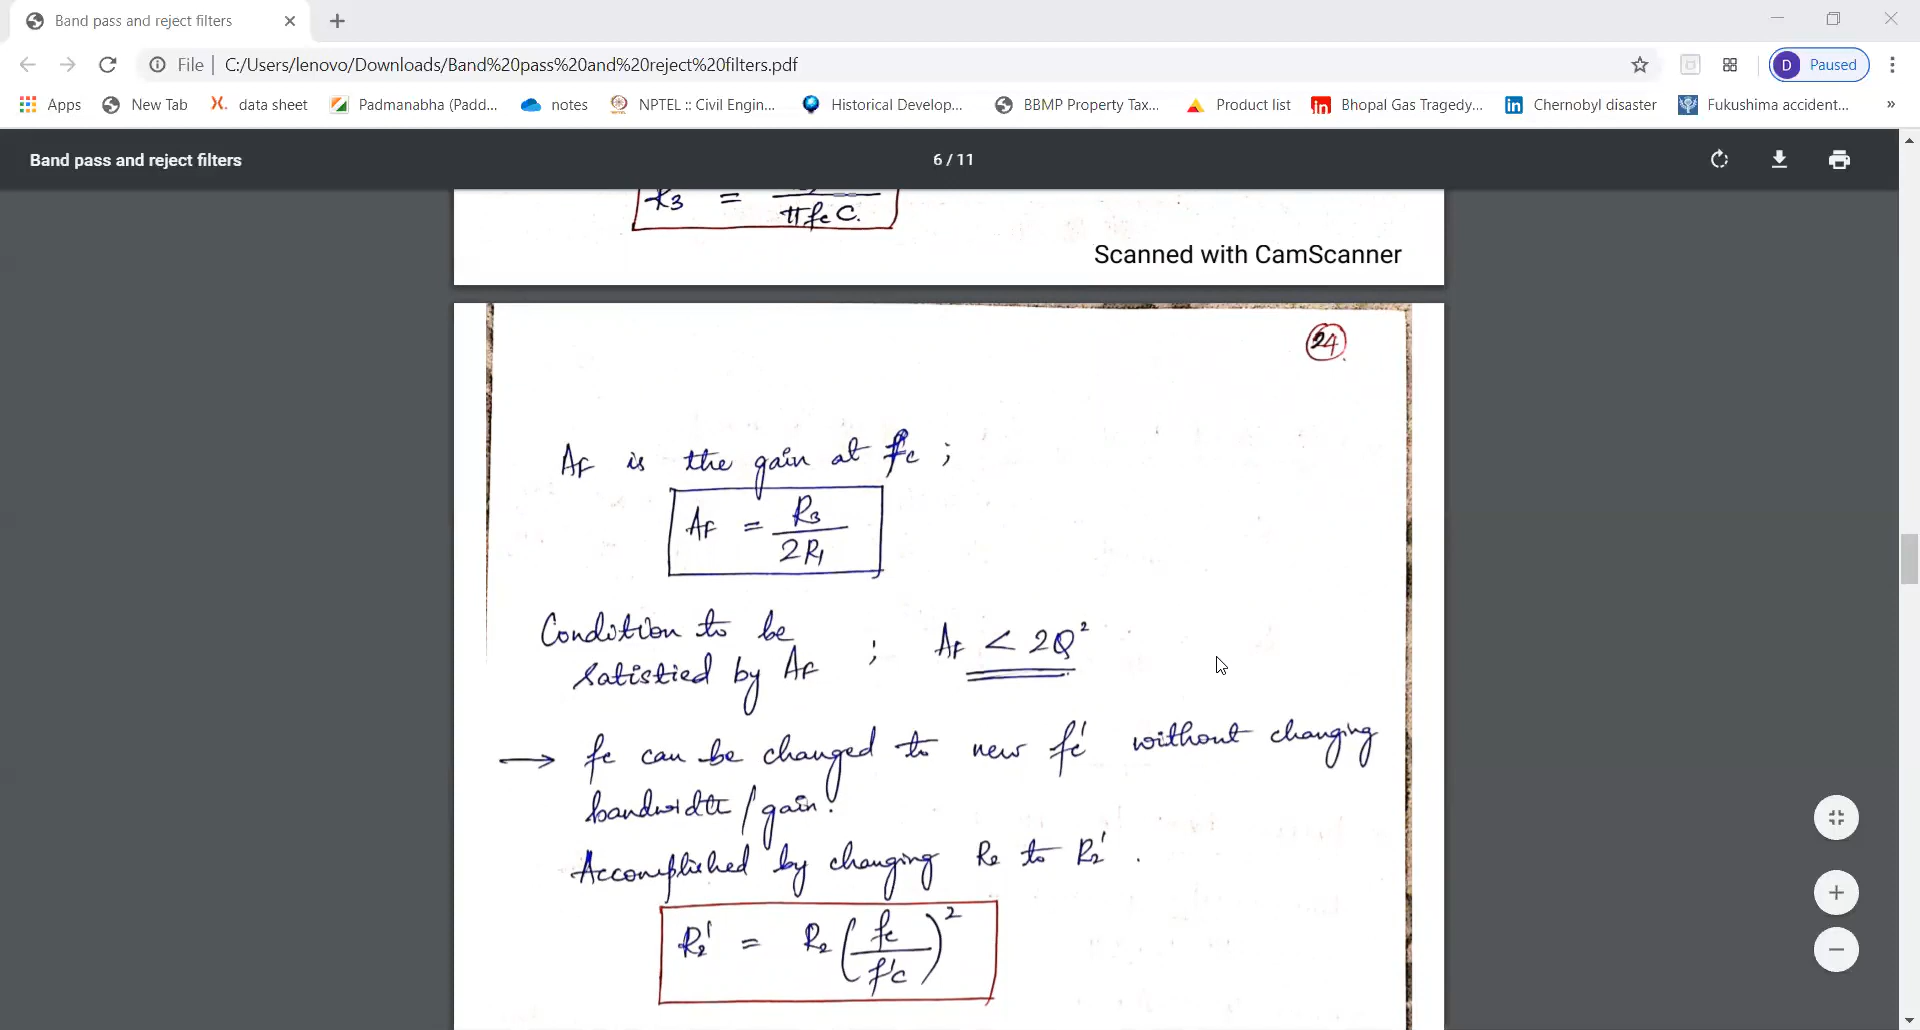 Band pass and reject filters
File | C:/Users/lenovo/Downloads/Band%20pass%20and%20reject%20filters.pdf
D Paused
Apps New Tab X. data sheet Padmanabha (Padd... notes NPTEL :: Civil Engin... Historical Develop... BBMP Property Tax... Product list Bhopal Gas Tragedy... Chernobyl disaster Fukushima accident... »
Band pass and reject filters 6 / 11
R3 =
πfc C.
Scanned with CamScanner
24
AF is the gain at fc ;
AF = R3 / 2R1
Condition to be
satistied by AF ; AF < 2Q²
→ fc can be changed to new fc' without changing
bandwidth / gain.
Accomplished by changing R2 to R2' .
R2' = R2 (fc / f'c)²